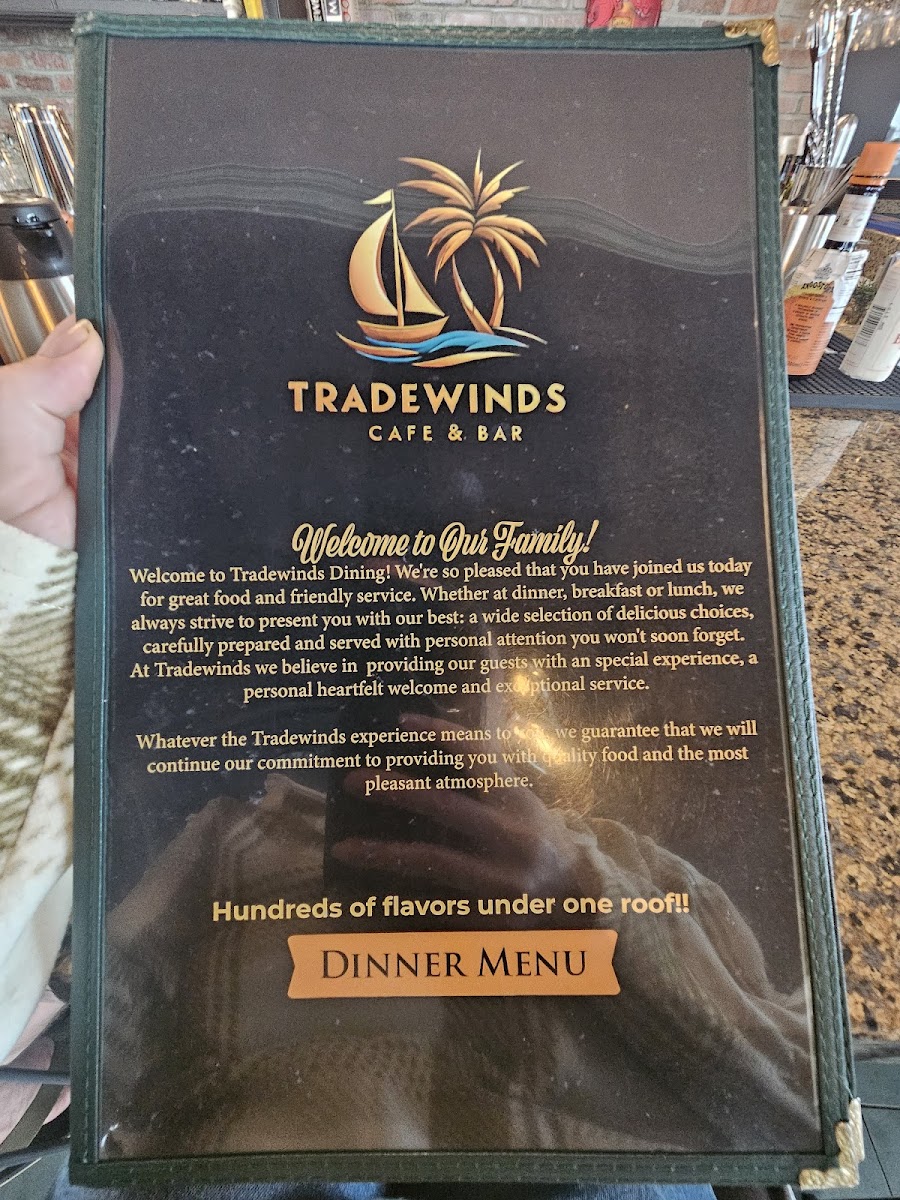 TRADEWINDS
CAFE & BAR
Welcome to Our Family!
Welcome to Tradewinds Dining! We're so pleased that you have joined us today
for great food and friendly service. Whether at dinner, breakfast or lunch, we
always strive to present you with our best: a wide selection of delicious choices,
carefully prepared and served with personal attention you won't soon forget.
At Tradewinds we believe in providing our guests with an special experience, a
personal heartfelt welcome and exceptional service.
Whatever the Tradewinds experience means to you, we guarantee that we will
continue our commitment to providing you with quality food and the most
pleasant atmosphere.
Hundreds of flavors under one roof!!
DINNER MENU